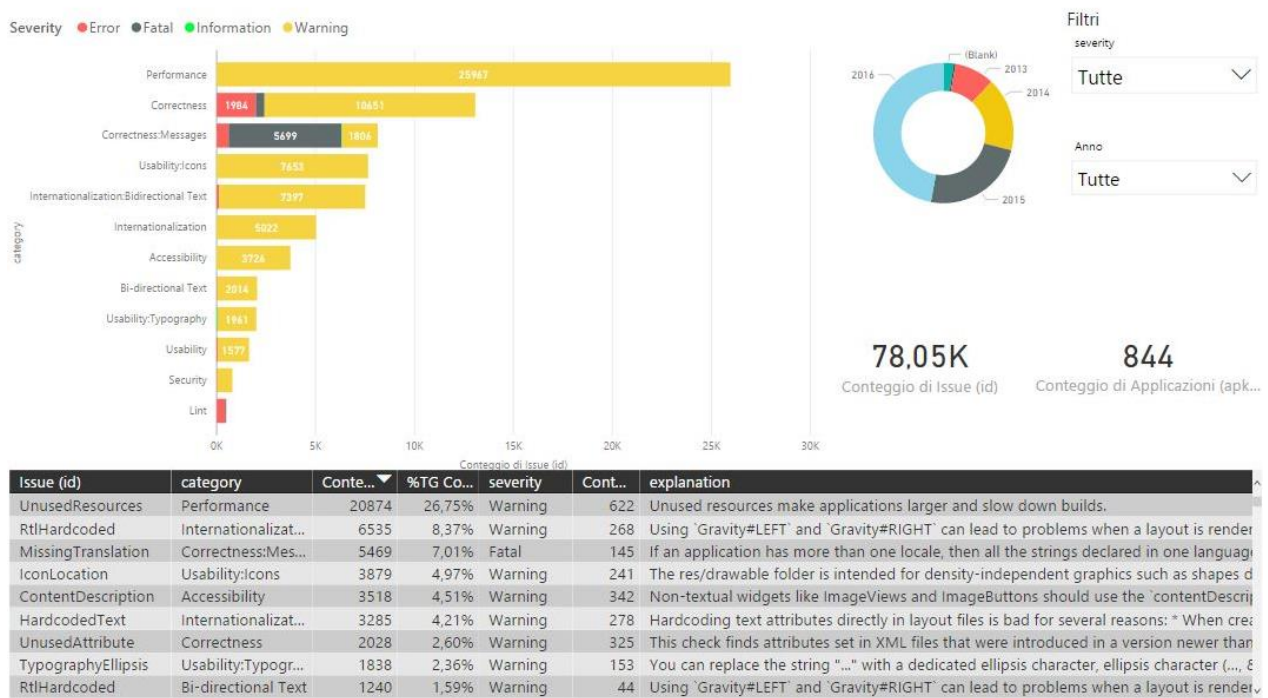 Severity Error Fatal Information Warning
category
Performance 25967
Correctness 1984 10651
Correctness:Messages 5699 1806
Usability:Icons 7653
Internationalization:Bidirectional Text 7397
Internationalization 5022
Accessibility 3726
Bi-directional Text 2014
Usability:Typography 1961
Usability 1577
Security
Lint
0K 5K 10K 15K 20K 25K 30K
Conteggio di Issue (id)
(Blank)
2013
2014
2015
2016
Filtri
severity
Tutte
Anno
Tutte
78,05K
Conteggio di Issue (id)
844
Conteggio di Applicazioni (apk...
Issue (id) category Conte... %TG Co... severity Cont... explanation
UnusedResources Performance 20874 26,75% Warning 622 Unused resources make applications larger and slow down builds.
RtlHardcoded Internationalizat... 6535 8,37% Warning 268 Using `Gravity#LEFT` and `Gravity#RIGHT` can lead to problems when a layout is render
MissingTranslation Correctness:Mes... 5469 7,01% Fatal 145 If an application has more than one locale, then all the strings declared in one language
IconLocation Usability:Icons 3879 4,97% Warning 241 The res/drawable folder is intended for density-independent graphics such as shapes d
ContentDescription Accessibility 3518 4,51% Warning 342 Non-textual widgets like ImageViews and ImageButtons should use the `contentDescrip
HardcodedText Internationalizat... 3285 4,21% Warning 278 Hardcoding text attributes directly in layout files is bad for several reasons: * When crea
UnusedAttribute Correctness 2028 2,60% Warning 325 This check finds attributes set in XML files that were introduced in a version newer than
TypographyEllipsis Usability:Typogr... 1838 2,36% Warning 153 You can replace the string "..." with a dedicated ellipsis character, ellipsis character (…, &
RtlHardcoded Bi-directional Text 1240 1,59% Warning 44 Using `Gravity#LEFT` and `Gravity#RIGHT` can lead to problems when a layout is render